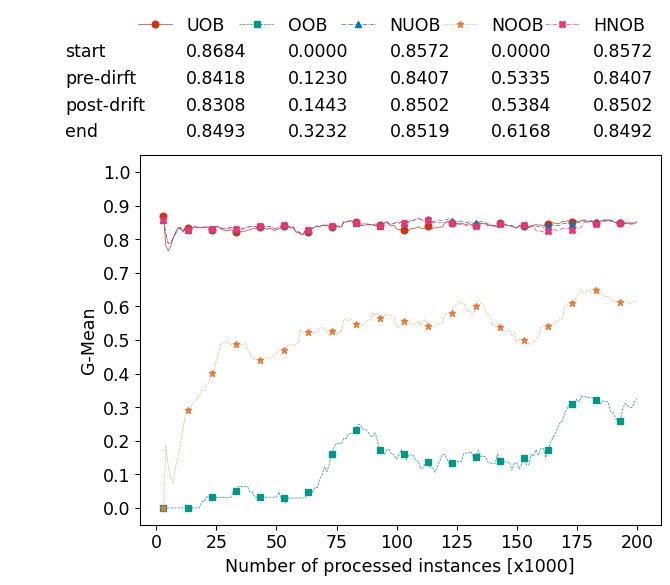 UOB OOB NUOB NOOB HNOB
start 0.8684 0.0000 0.8572 0.0000 0.8572
pre-dirft 0.8418 0.1230 0.8407 0.5335 0.8407
post-drift 0.8308 0.1443 0.8502 0.5384 0.8502
end 0.8493 0.3232 0.8519 0.6168 0.8492
1.0
0.9
0.8
0.7
0.6
0.5
0.4
0.3
0.2
0.1
0.0
G-Mean
0 25 50 75 100 125 150 175 200
Number of processed instances [x1000]